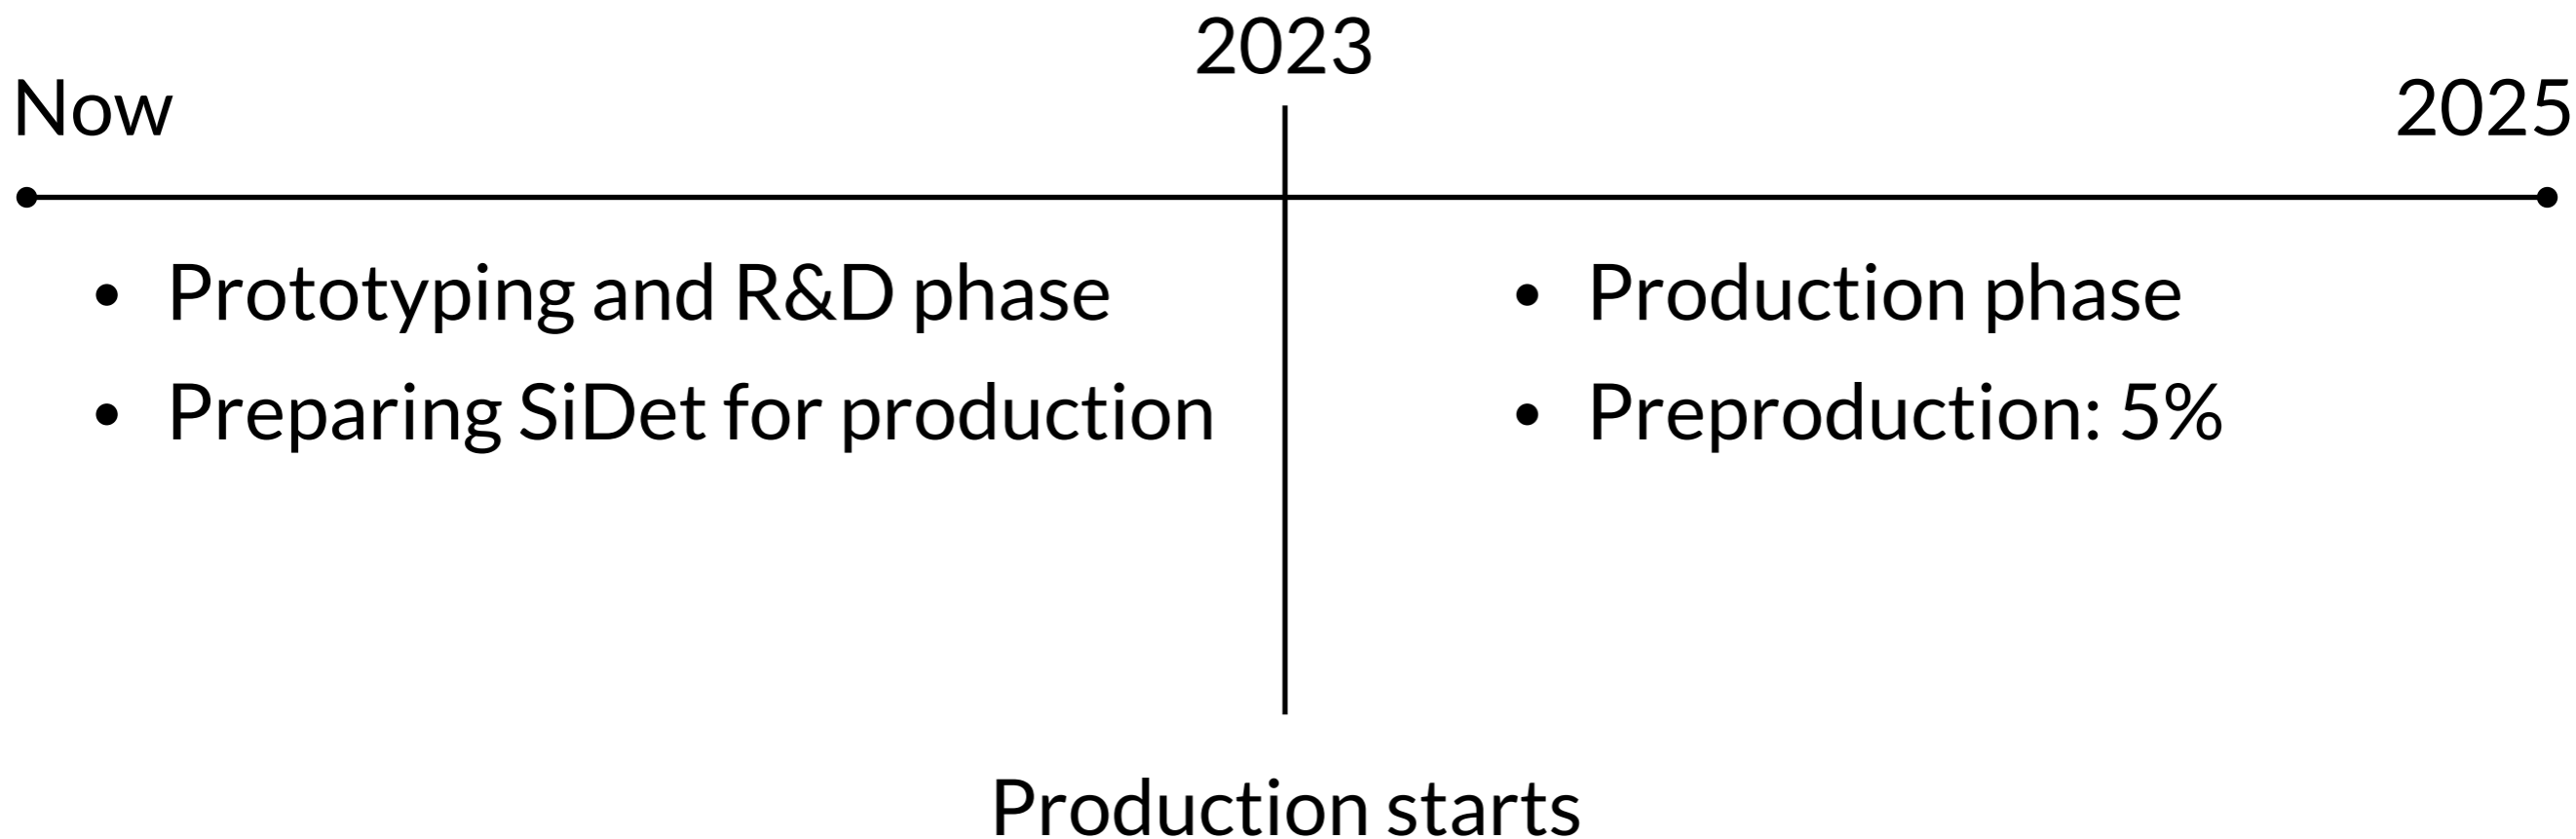 2023
Now
2025
• Prototyping and R&D phase
• Preparing SiDet for production
• Production phase
• Preproduction: 5%
Production starts